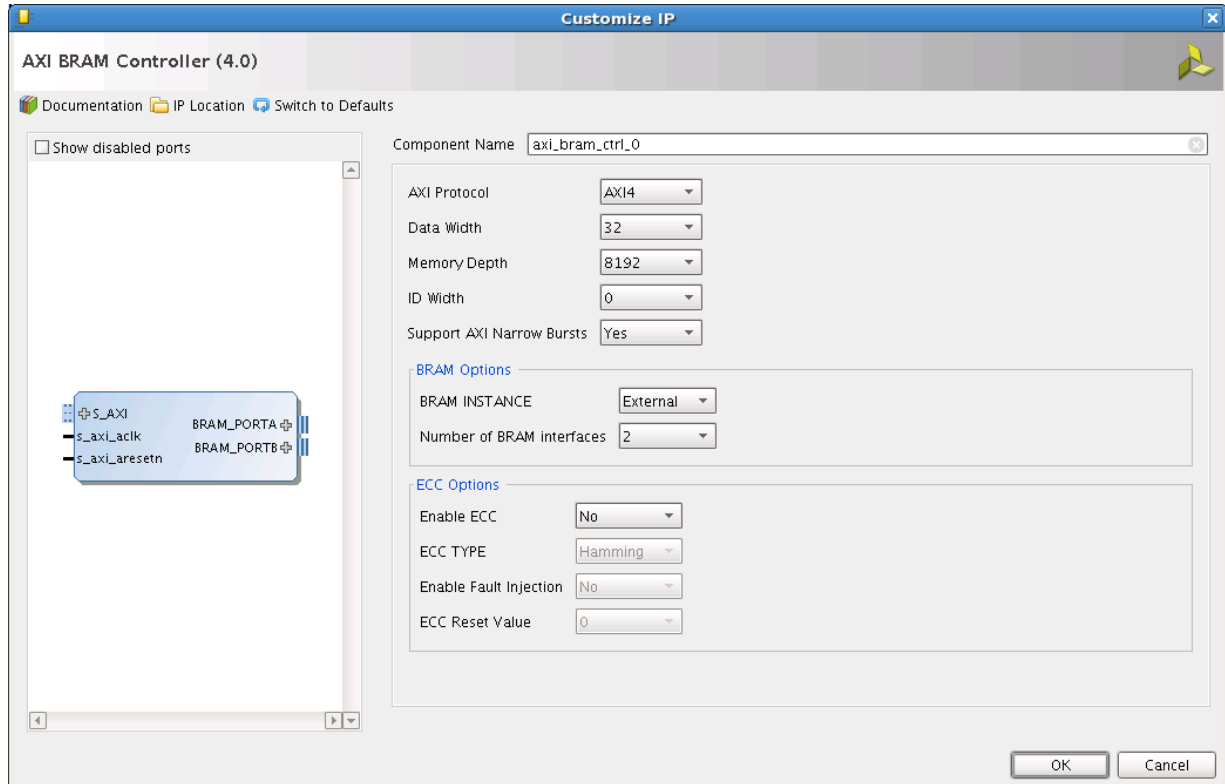 Customize IP
AXI BRAM Controller (4.0)
Documentation IP Location Switch to Defaults
Show disabled ports
S_AXI
s_axi_aclk
s_axi_aresetn
BRAM_PORTA
BRAM_PORTB
Component Name axi_bram_ctrl_0
AXI Protocol AXI4
Data Width 32
Memory Depth 8192
ID Width 0
Support AXI Narrow Bursts Yes
BRAM Options
BRAM INSTANCE External
Number of BRAM interfaces 2
ECC Options
Enable ECC No
ECC TYPE Hamming
Enable Fault Injection No
ECC Reset Value 0
OK Cancel